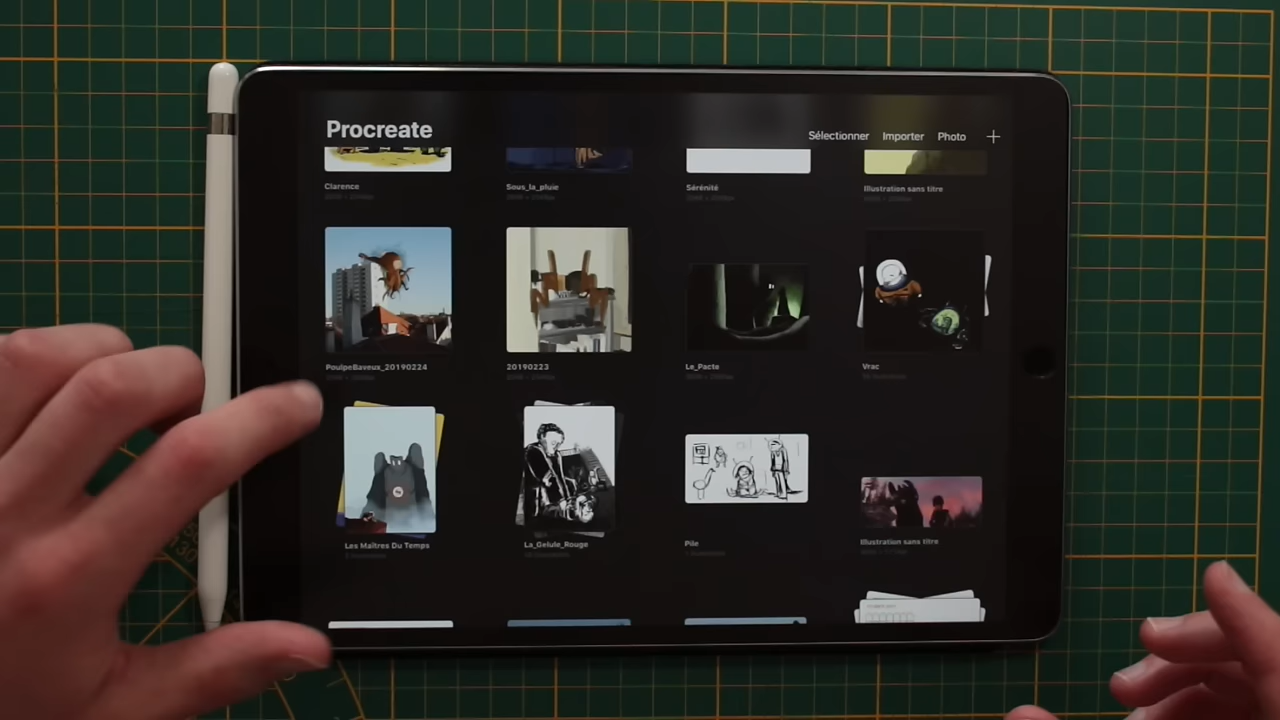 Procreate
Sélectionner Importer Photo
Clarence
Sous_la_pluie
Sérénité
Illustration sans titre
PoulpeBaveux_20190224
20190223
Le_Pacte
Vrac
Les Maîtres Du Temps
La_Gelule_Rouge
Pile
Illustration sans titre